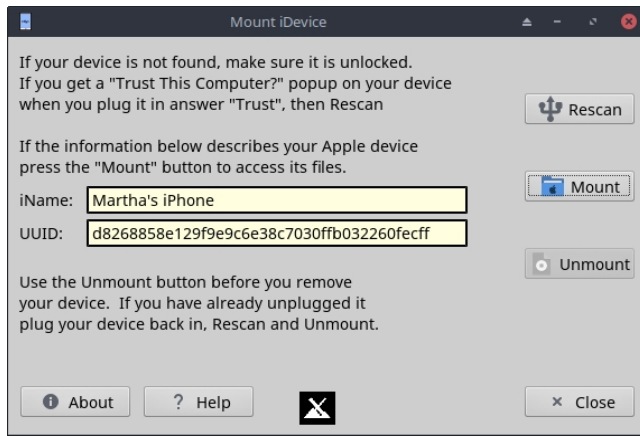 Mount iDevice
If your device is not found, make sure it is unlocked.
If you get a "Trust This Computer?" popup on your device
when you plug it in answer "Trust", then Rescan
Rescan
If the information below describes your Apple device
press the "Mount" button to access its files.
Mount
iName: Martha's iPhone
UUID: d8268858e129f9e9c6e38c7030ffb032260fecff
Unmount
Use the Unmount button before you remove
your device. If you have already unplugged it
plug your device back in, Rescan and Unmount.
About
? Help
Close